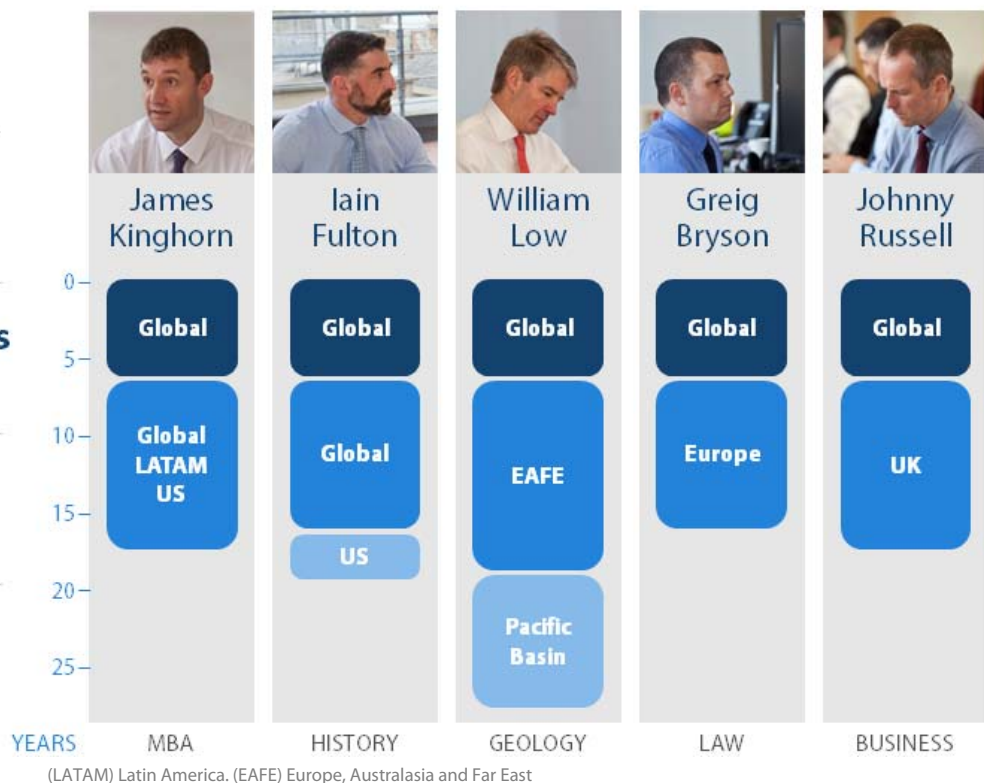 James
Kinghorn
Iain
Fulton
William
Low
Greig
Bryson
Johnny
Russell
0
s
Global
Global
Global
Global
Global
5
10
Global
LATAM
US
Global
EAFE
Europe
UK
15
US
20
Pacific
Basin
25
YEARS
MBA
HISTORY
GEOLOGY
LAW
BUSINESS
(LATAM) Latin America. (EAFE) Europe, Australasia and Far East